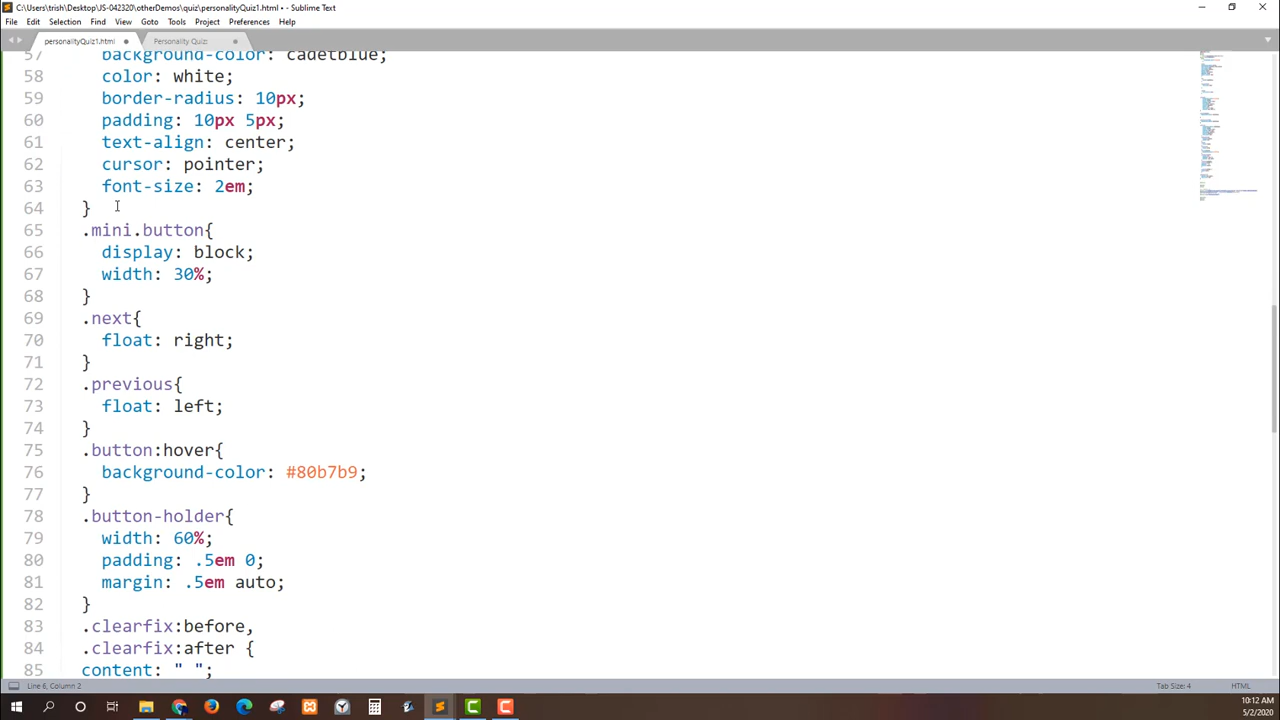 C:\Users\trish\Desktop\JS-042320\otherDemos\quiz\personalityQuiz1.html • - Sublime Text
File Edit Selection Find View Goto Tools Project Preferences Help
personalityQuiz1.html Personality Quiz:
57 background-color: cadetblue;
58 color: white;
59 border-radius: 10px;
60 padding: 10px 5px;
61 text-align: center;
62 cursor: pointer;
63 font-size: 2em;
64 }
65 .mini.button{
66 display: block;
67 width: 30%;
68 }
69 .next{
70 float: right;
71 }
72 .previous{
73 float: left;
74 }
75 .button:hover{
76 background-color: #80b7b9;
77 }
78 .button-holder{
79 width: 60%;
80 padding: .5em 0;
81 margin: .5em auto;
82 }
83 .clearfix:before,
84 .clearfix:after {
85 content: " ";
Line 6, Column 2 Tab Size: 4 HTML
10:12 AM
5/2/2020